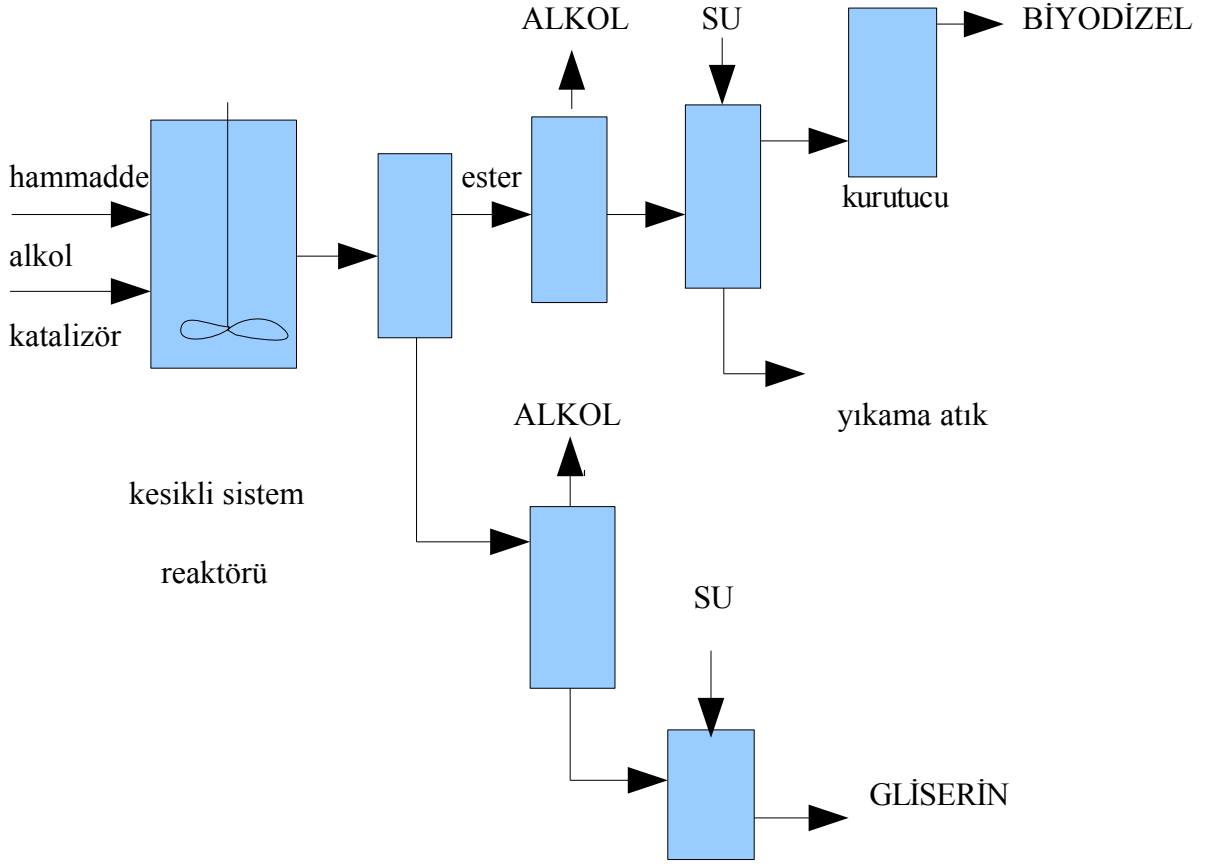 ALKOL
SU
BİYODİZEL
hammadde
alkol
katalizör
ester
kurutucu
yıkama atık
ALKOL
kesikli sistem
reaktörü
SU
GLİSERİN